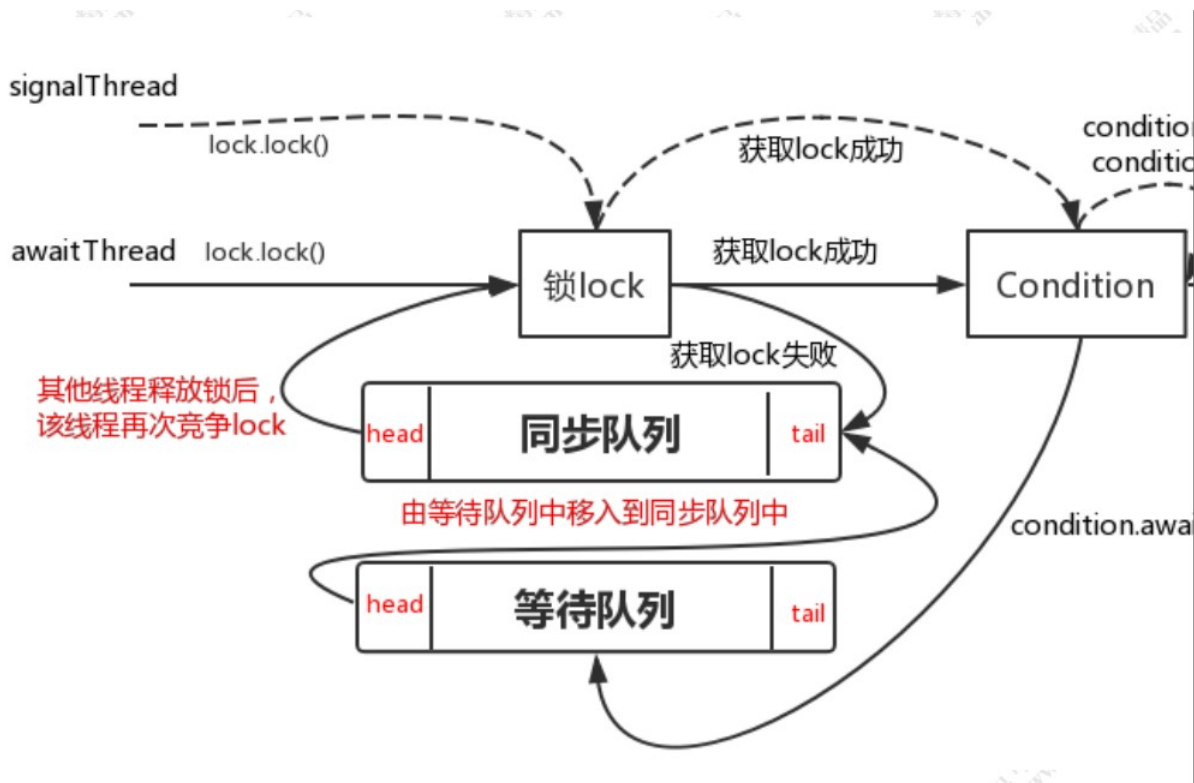 signalThread
lock.lock()
获取lock成功
condition
condition
awaitThread
lock.lock()
获取lock成功
锁lock
Condition
获取lock失败
其他线程释放锁后，
该线程再次竞争lock
head
同步队列
tail
由等待队列中移入到同步队列中
condition.awai
head
等待队列
tail